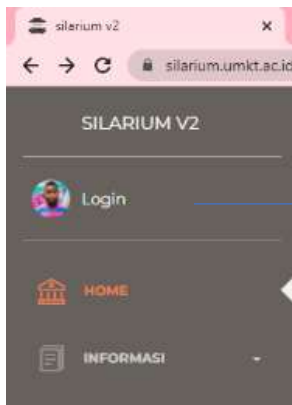 silarium v2
silarium.umkt.ac.id
SILARIUM V2
Login
HOME
INFORMASI